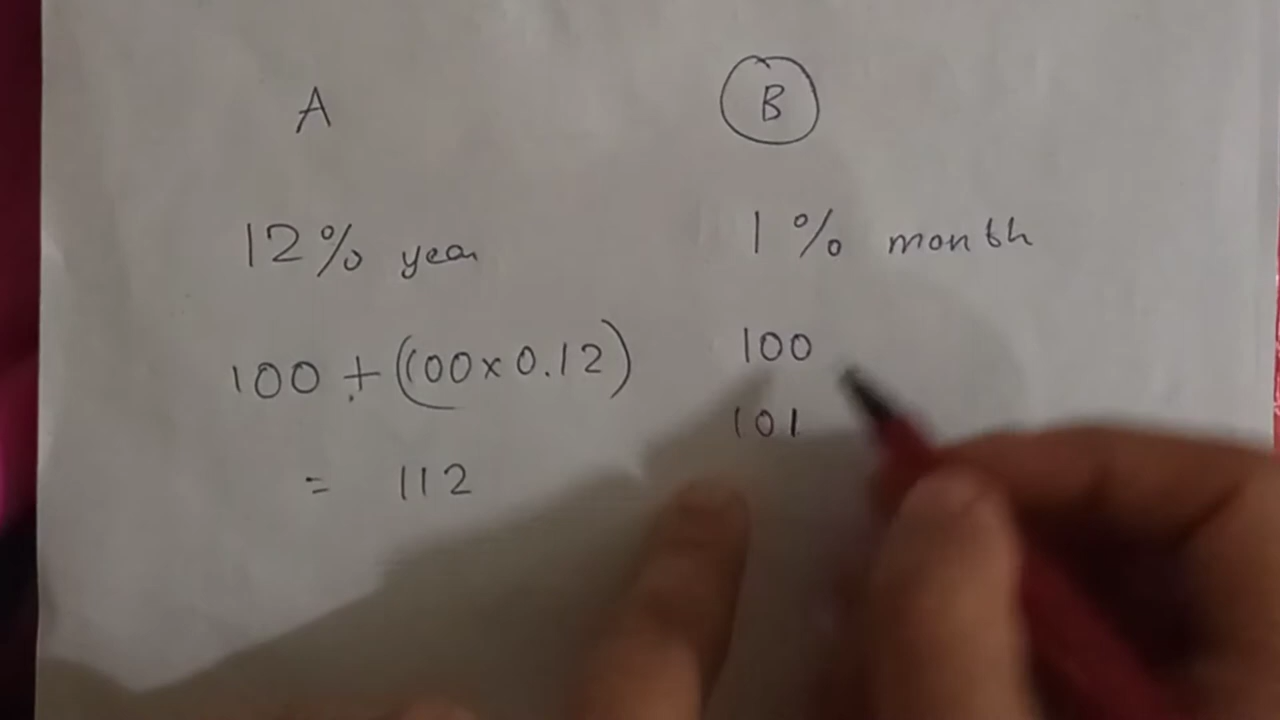 A
12% year
100 + (100 x 0.12)
= 112
B
1% month
100
101